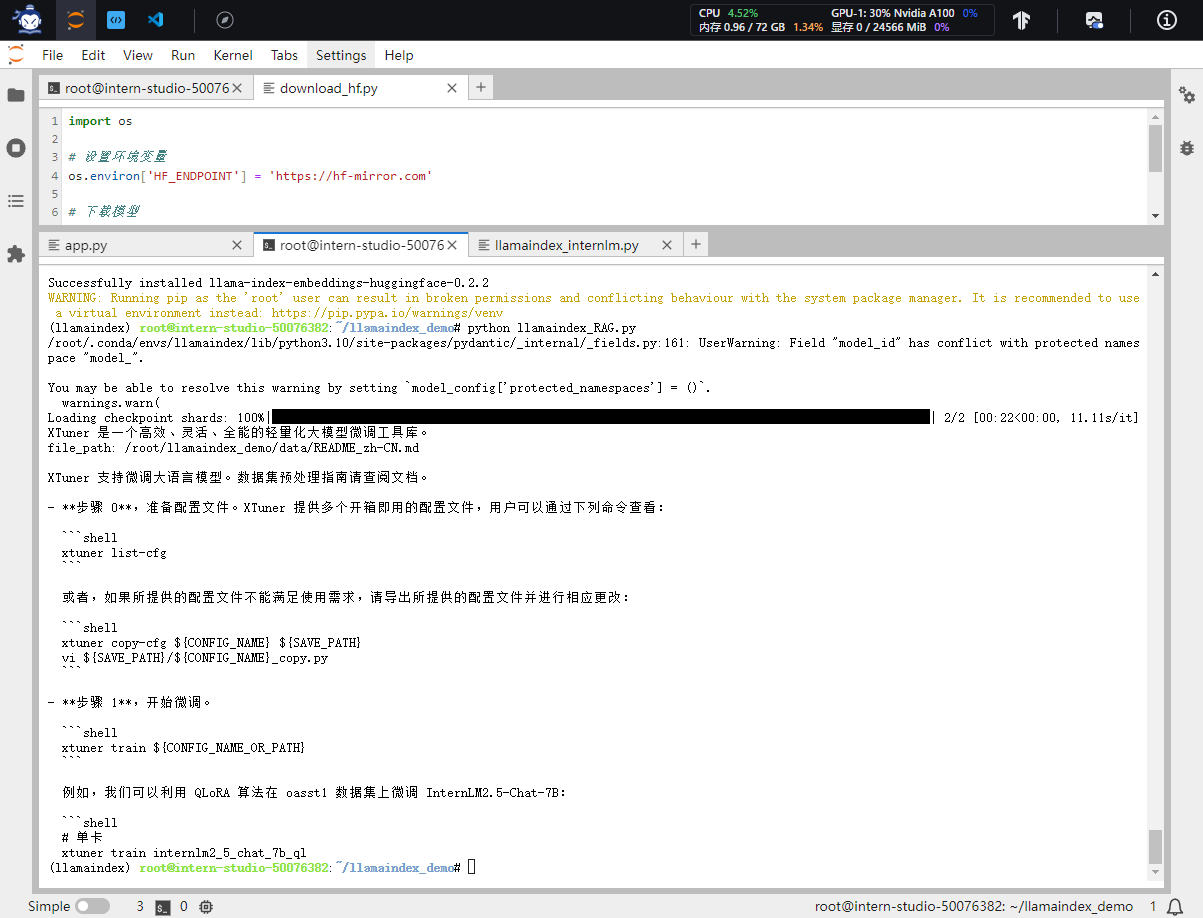 CPU 4.52% GPU-1: 30% Nvidia A100 0%
内存 0.96 / 72 GB 1.34% 显存 0 / 24566 MiB 0%
File Edit View Run Kernel Tabs Settings Help
root@intern-studio-50076 download_hf.py
1 import os
2
3 # 设置环境变量
4 os.environ['HF_ENDPOINT'] = 'https://hf-mirror.com'
5
6 # 下载模型
app.py root@intern-studio-50076 llamaindex_internlm.py
Successfully installed llama-index-embeddings-huggingface-0.2.2
WARNING: Running pip as the 'root' user can result in broken permissions and conflicting behaviour with the system package manager. It is recommended to use
a virtual environment instead: https://pip.pypa.io/warnings/venv
(llamaindex) root@intern-studio-50076382:~/llamaindex_demo# python llamaindex_RAG.py
/root/.conda/envs/llamaindex/lib/python3.10/site-packages/pydantic/_internal/_fields.py:161: UserWarning: Field "model_id" has conflict with protected names
pace "model_".
You may be able to resolve this warning by setting `model_config['protected_namespaces'] = ()`.
warnings.warn(
Loading checkpoint shards: 100%| | 2/2 [00:22<00:00, 11.11s/it]
XTuner 是一个高效、灵活、全能的轻量化大模型微调工具库。
file_path: /root/llamaindex_demo/data/README_zh-CN.md
XTuner 支持微调大语言模型。数据集预处理指南请查阅文档。
- **步骤 0**，准备配置文件。XTuner 提供多个开箱即用的配置文件，用户可以通过下列命令查看：
```shell
xtuner list-cfg
```
或者，如果所提供的配置文件不能满足使用需求，请导出所提供的配置文件并进行相应更改：
```shell
xtuner copy-cfg ${CONFIG_NAME} ${SAVE_PATH}
vi ${SAVE_PATH}/${CONFIG_NAME}_copy.py
```
- **步骤 1**，开始微调。
```shell
xtuner train ${CONFIG_NAME_OR_PATH}
```
例如，我们可以利用 QLoRA 算法在 oasst1 数据集上微调 InternLM2.5-Chat-7B：
```shell
# 单卡
xtuner train internlm2_5_chat_7b_ql
(llamaindex) root@intern-studio-50076382:~/llamaindex_demo#
Simple 3 0 root@intern-studio-50076382: ~/llamaindex_demo 1